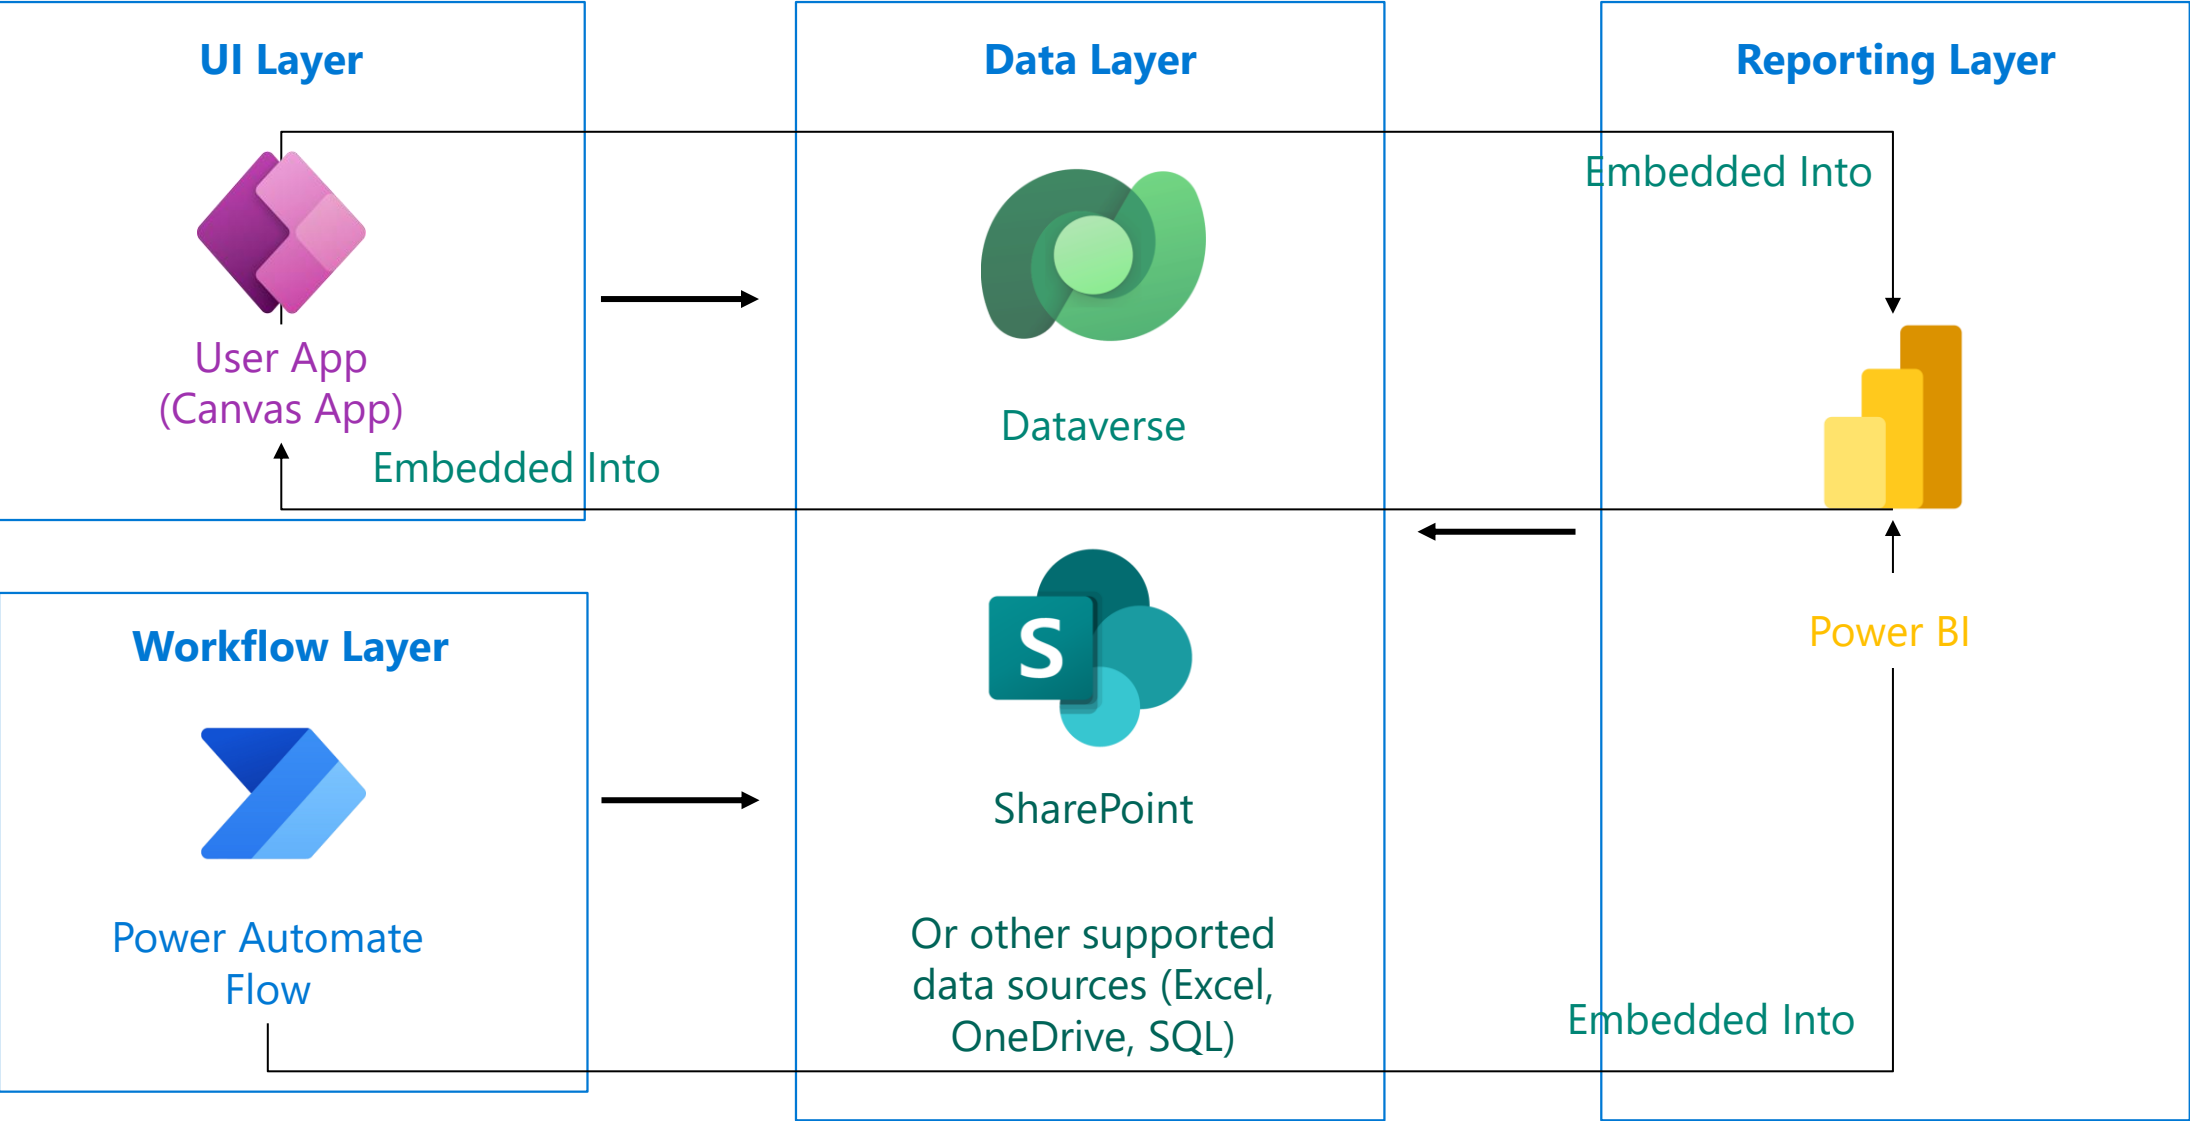 UI Layer
User App
(Canvas App)
Embedded Into
Workflow Layer
Power Automate
Flow
Data Layer
Dataverse
S
SharePoint
Or other supported
data sources (Excel,
OneDrive, SQL)
Reporting Layer
Embedded Into
Power BI
Embedded Into